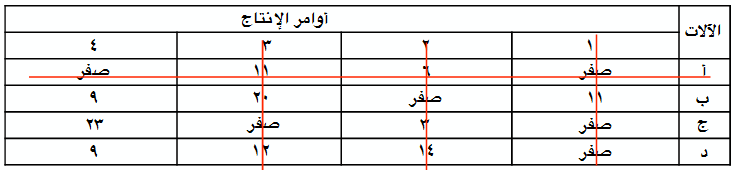 الآلات أوامر الإنتاج
١ ٢ ٣ ٤
أ صفر ٦ ١١ صفر
ب ١١ صفر ٢٠ ٩
ج صفر ٣ صفر ٢٣
د صفر ١٤ ١٢ ٩